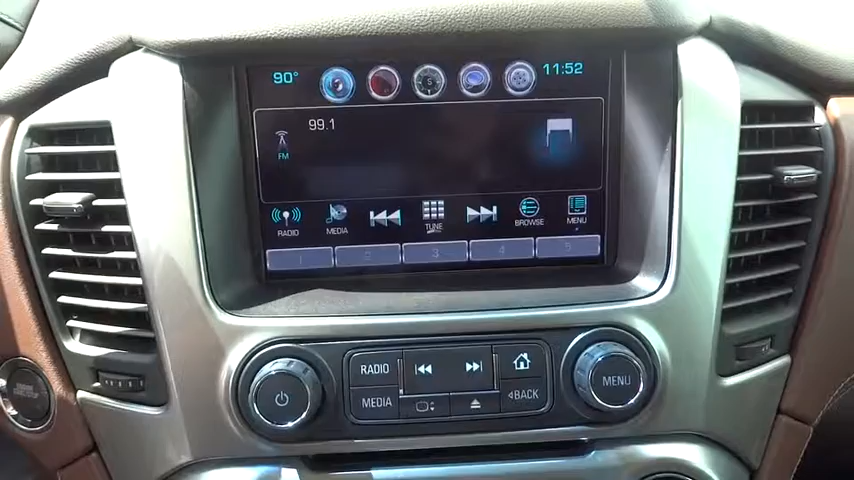 90° 11:52
99.1
FM
RADIO MEDIA TUNE BROWSE MENU
1 2 3 4 5
RADIO
MEDIA
BACK
MENU